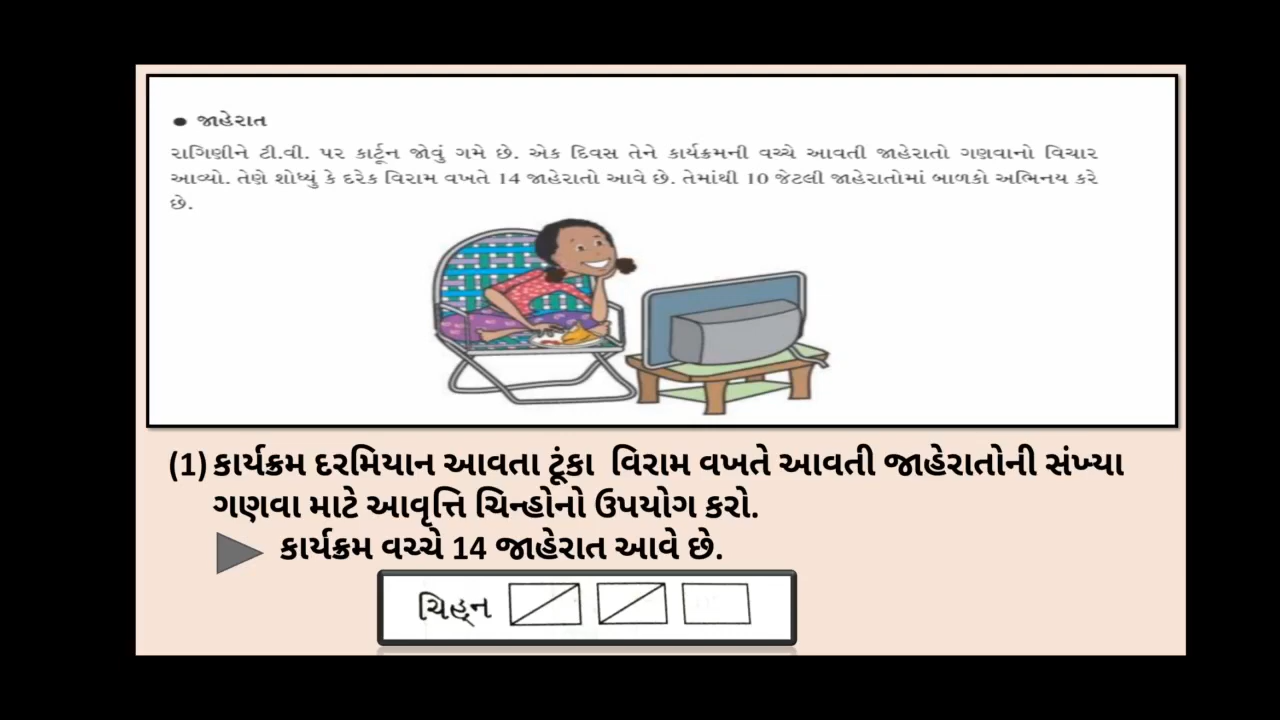 ● જાહેરાત
રાગિણીને ટી.વી. પર કાર્ટૂન જોવું ગમે છે. એક દિવસ તેને કાર્યક્રમની વચ્ચે આવતી જાહેરાતો ગણવાનો વિચાર
આવ્યો. તેણે શોધ્યું કે દરેક વિરામ વખતે 14 જાહેરાતો આવે છે. તેમાંથી 10 જેટલી જાહેરાતોમાં બાળકો અભિનય કરે
છે.
(1) કાર્યક્રમ દરમિયાન આવતા ટૂંકા વિરામ વખતે આવતી જાહેરાતોની સંખ્યા
ગણવા માટે આવૃત્તિ ચિન્હોનો ઉપયોગ કરો.
કાર્યક્રમ વચ્ચે 14 જાહેરાત આવે છે.
ચિહ્ન